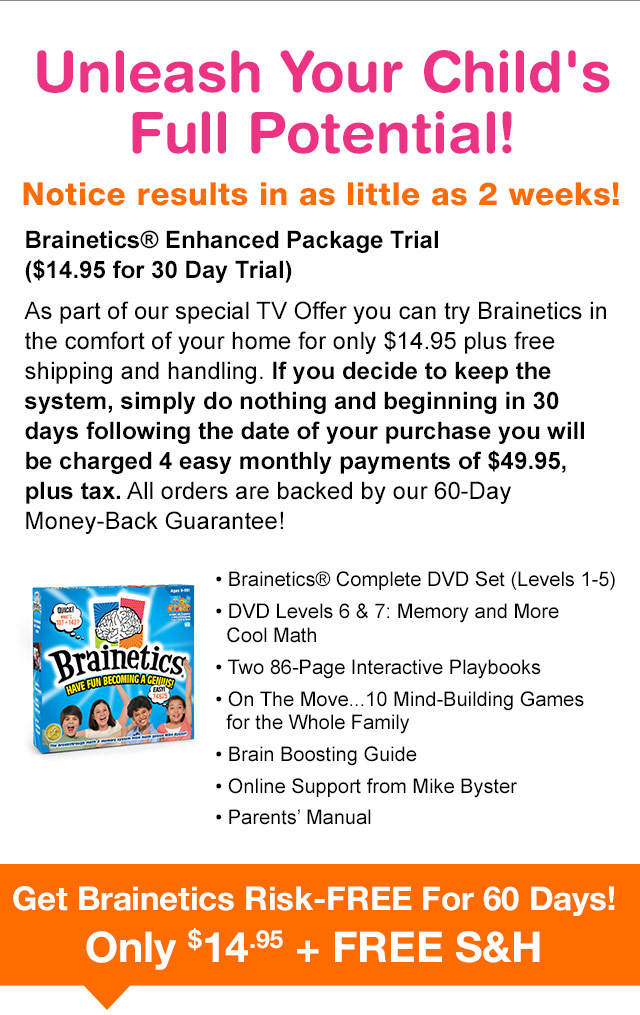 Unleash Your Child's
Full Potential!
Notice results in as little as 2 weeks!
Brainetics® Enhanced Package Trial
($14.95 for 30 Day Trial)
As part of our special TV Offer you can try Brainetics in
the comfort of your home for only $14.95 plus free
shipping and handling. If you decide to keep the
system, simply do nothing and beginning in 30
days following the date of your purchase you will
be charged 4 easy monthly payments of $49.95,
plus tax. All orders are backed by our 60-Day
Money-Back Guarantee!
QUICK!
Brainetics
HAVE FUN BECOMING A GENIUS!
EASY!
• Brainetics® Complete DVD Set (Levels 1-5)
• DVD Levels 6 & 7: Memory and More
Cool Math
• Two 86-Page Interactive Playbooks
• On The Move...10 Mind-Building Games
for the Whole Family
• Brain Boosting Guide
• Online Support from Mike Byster
• Parents’ Manual
Get Brainetics Risk-FREE For 60 Days!
Only $14.95 + FREE S&H